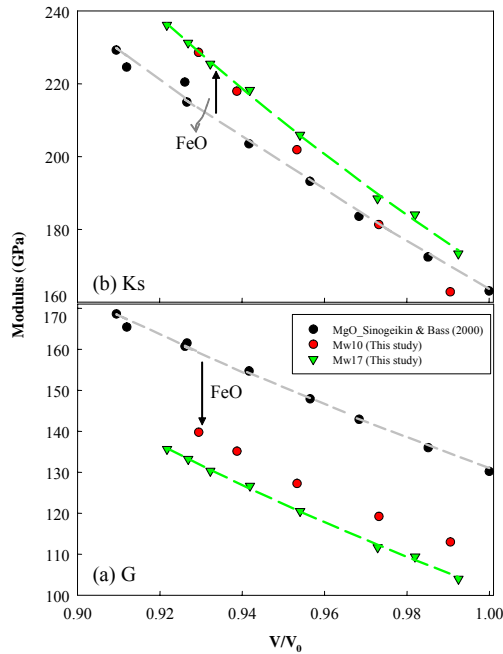 240
220
200
180
160
FeO
(b) Ks
Modulus (GPa)
170
160
150
140
130
120
110
100
MgO_Sinogeikin & Bass (2000)
Mw10 (This study)
Mw17 (This study)
FeO
(a) G
0.90 0.92 0.94 0.96 0.98 1.00
V/V₀